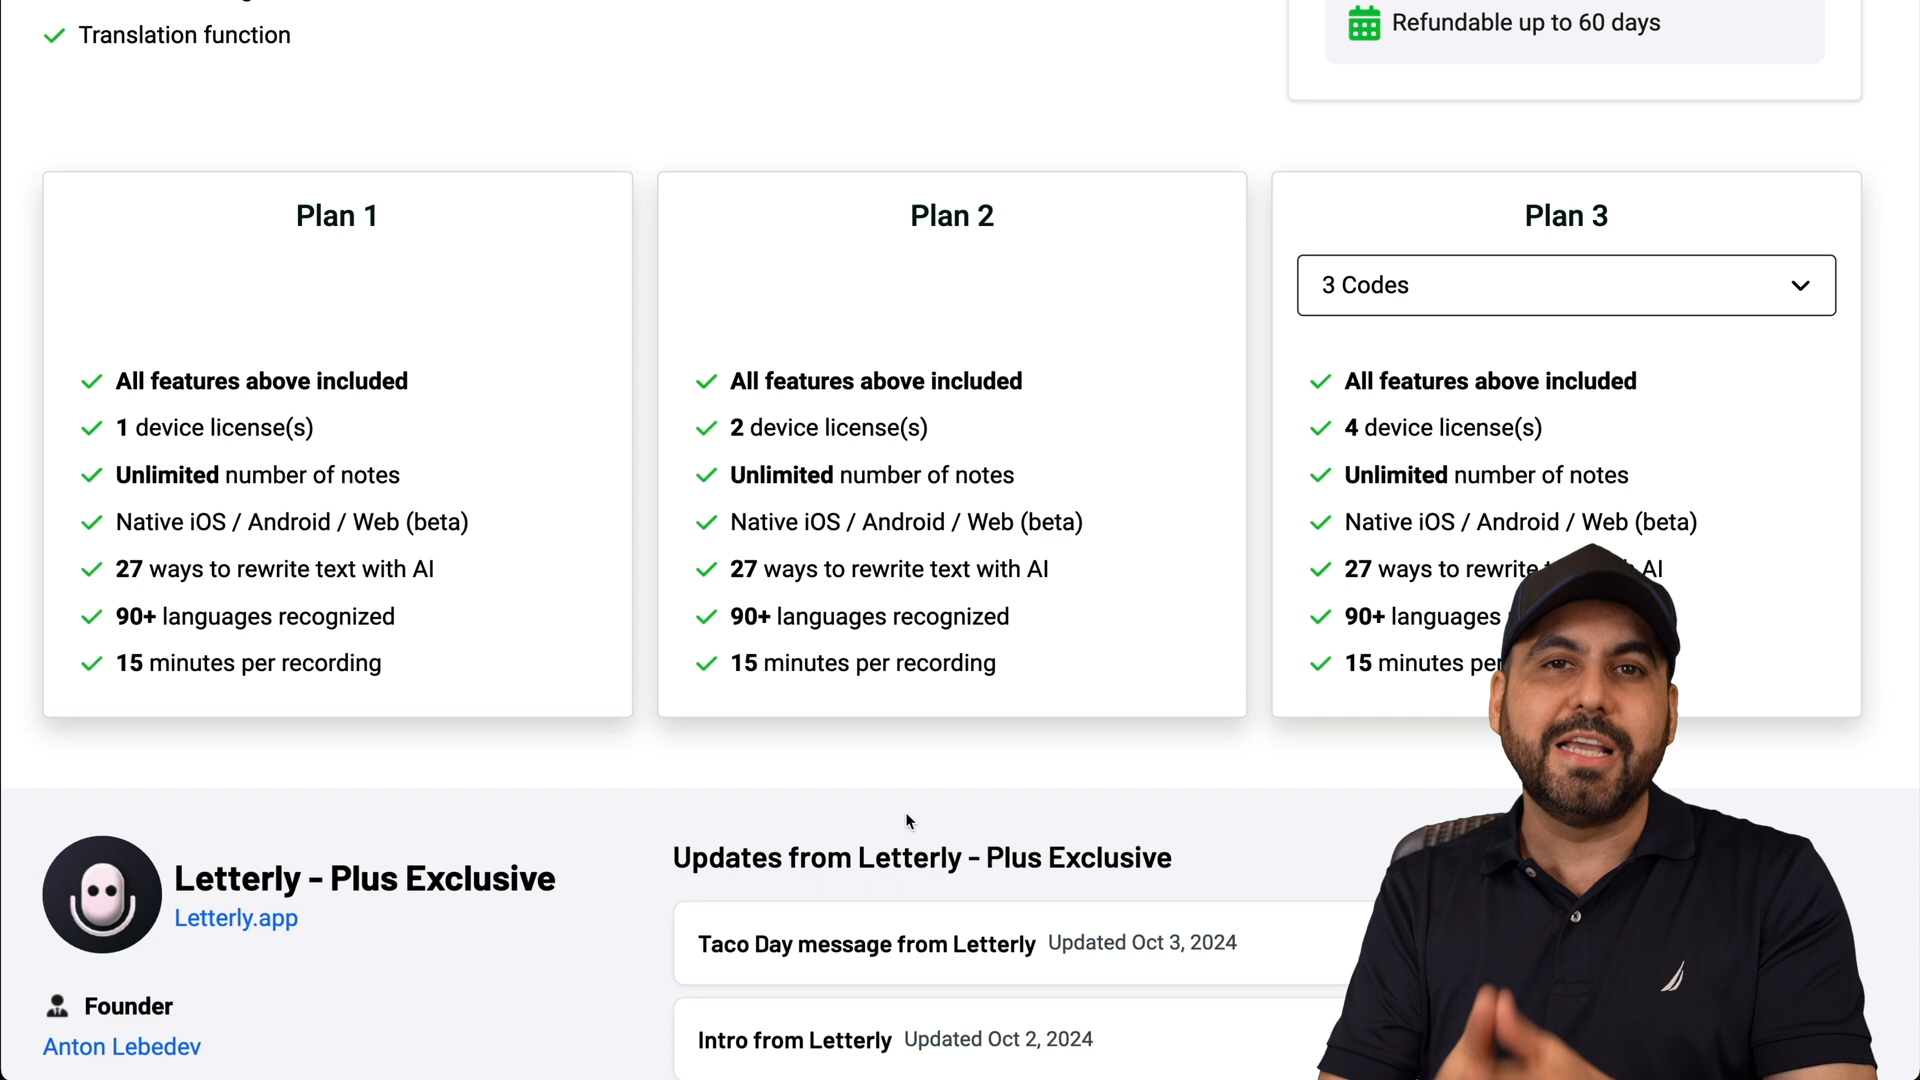 Translation function
Refundable up to 60 days
Plan 1
All features above included
1 device license(s)
Unlimited number of notes
Native iOS / Android / Web (beta)
27 ways to rewrite text with AI
90+ languages recognized
15 minutes per recording
Plan 2
All features above included
2 device license(s)
Unlimited number of notes
Native iOS / Android / Web (beta)
27 ways to rewrite text with AI
90+ languages recognized
15 minutes per recording
Plan 3
3 Codes
All features above included
4 device license(s)
Unlimited number of notes
Native iOS / Android / Web (beta)
27 ways to rewrite AI
90+ languages
15 minutes per
Letterly - Plus Exclusive
Letterly.app
Founder
Anton Lebedev
Updates from Letterly - Plus Exclusive
Taco Day message from Letterly Updated Oct 3, 2024
Intro from Letterly Updated Oct 2, 2024